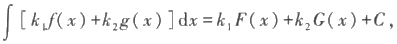 ∫ [ k₁f(x)+k₂g(x) ]dx=k₁F(x)+k₂G(x)+C,